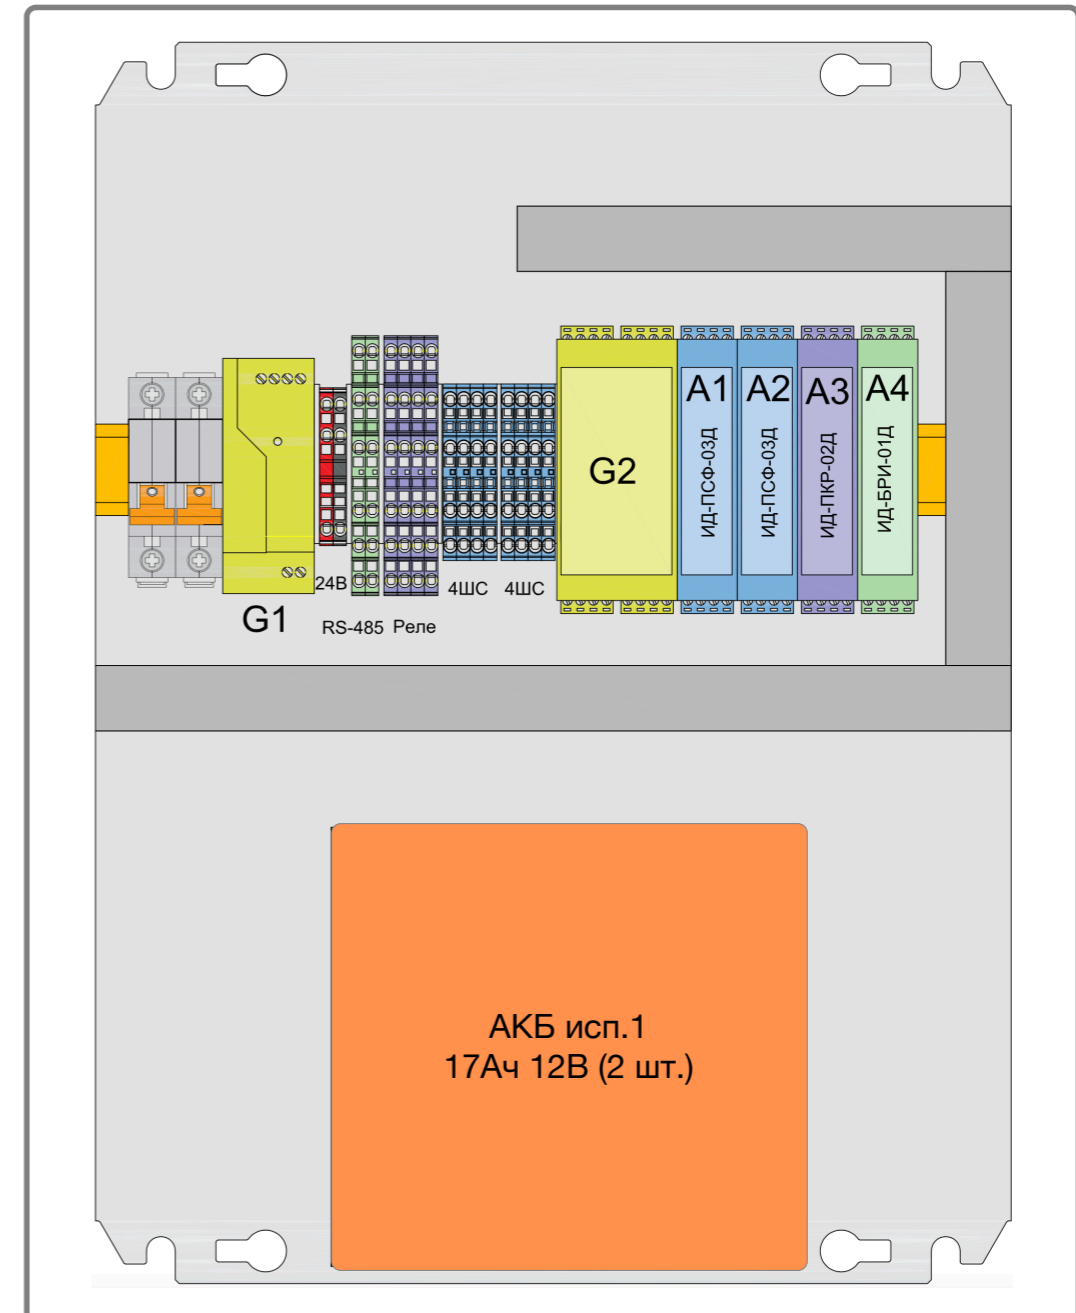 A1 A2 A3 A4
ИД-ПСФ-03Д
ИД-ПСФ-03Д
ИД-ПКР-02Д
ИД-БРИ-01Д
G2
24В
4ШС
4ШС
G1
RS-485
Реле
АКБ исп.1
17Ач 12В (2 шт.)